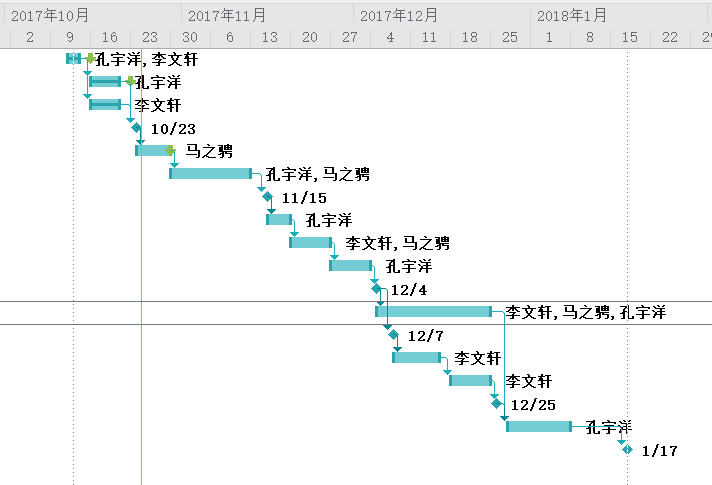 2017年10月 2017年11月 2017年12月 2018年1月
2 9 16 23 30 6 13 20 27 4 11 18 25 1 8 15 22 29
孔宇洋,李文轩
孔宇洋
李文轩
10/23
马之骋
孔宇洋,马之骋
11/15
孔宇洋
李文轩,马之骋
孔宇洋
12/4
李文轩,马之骋,孔宇洋
12/7
李文轩
李文轩
12/25
孔宇洋
1/17